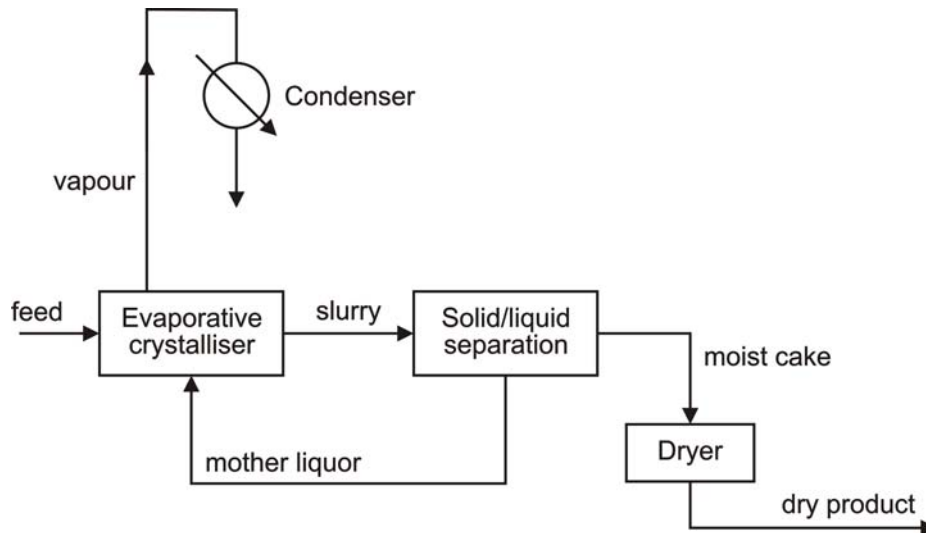 Condenser
vapour
feed
Evaporative
crystalliser
slurry
Solid/liquid
separation
moist cake
mother liquor
Dryer
dry product